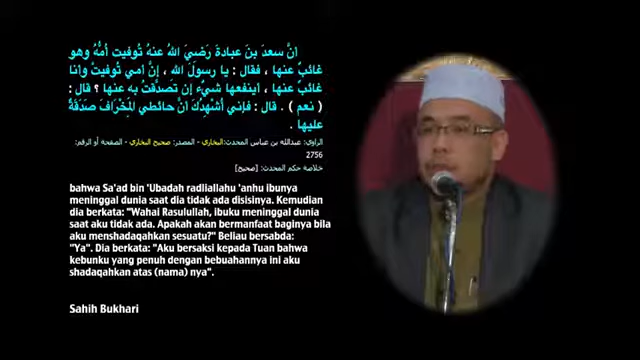 انَّ سعدَ بنَ عبادةَ رَضِيَ اللهُ عنهُ تُوفيت أمُّهُ وهو
غائبٌ عنها ، فقال : يا رسولَ الله ، إنَّ امي تُوفيتْ وانا
غائبٌ عنها ، أينفعها شيءٌ إن تَصدَّقتُ به عنها ؟ قال :
( نعم ) . قال : فإني أُشْهِدُكَ انَّ حائطي المِخْرَافَ صَدَقَةٌ
عليها .
الراوي: عبدالله بن عباس المحدث:البخاري - المصدر: صحيح البخاري - الصفحة أو الرقم:
2756
خلاصة حكم المحدث: [صحيح]
bahwa Sa'ad bin 'Ubadah radliallahu 'anhu ibunya
meninggal dunia saat dia tidak ada disisinya. Kemudian
dia berkata: "Wahai Rasulullah, ibuku meninggal dunia
saat aku tidak ada. Apakah akan bermanfaat baginya bila
aku menshadaqahkan sesuatu?" Beliau bersabda:
"Ya". Dia berkata: "Aku bersaksi kepada Tuan bahwa
kebunku yang penuh dengan bebuahannya ini aku
shadaqahkan atas (nama) nya".
Sahih Bukhari